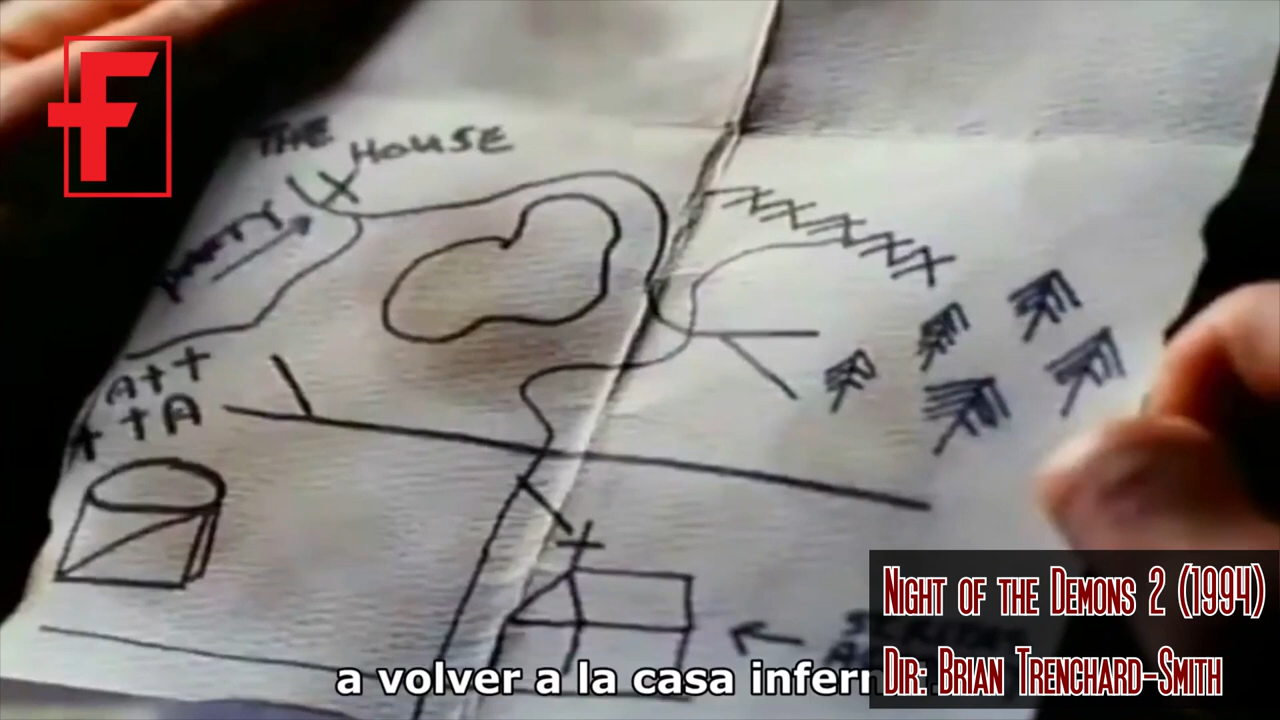 F
THE HOUSE
PARTY
a volver a la casa infern
Night of the Demons 2 (1994)
Dir: Brian Trenchard-Smith